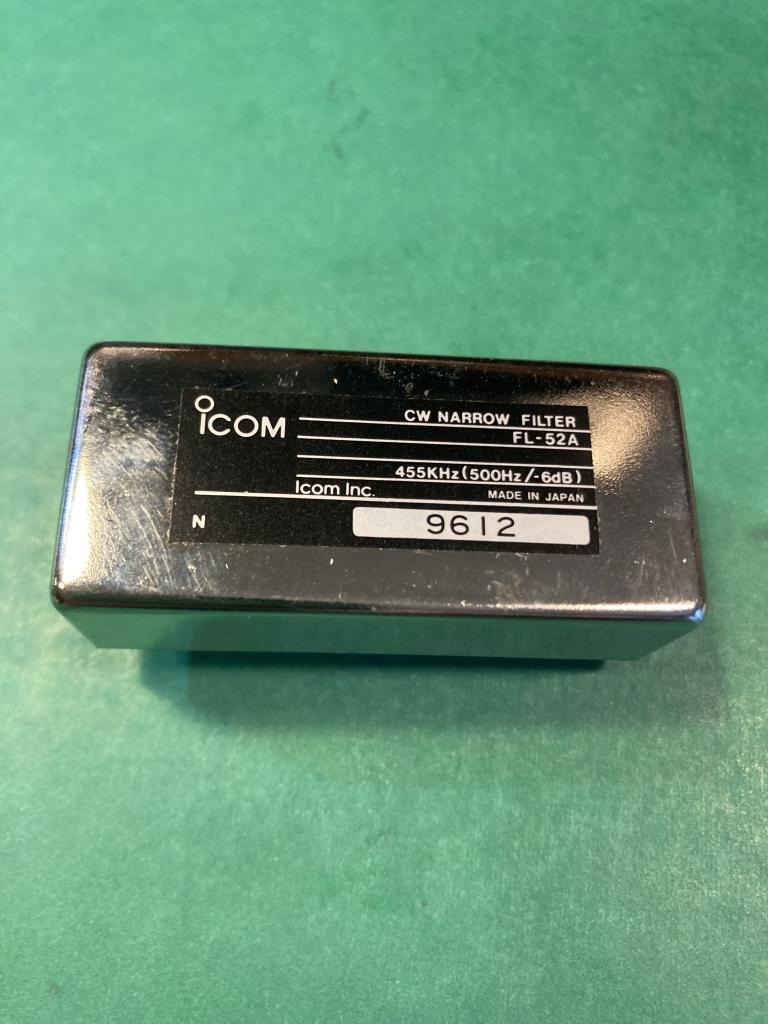 ICOM
CW NARROW FILTER
FL-52A
455KHz(500Hz/-6dB)
Icom Inc.
MADE IN JAPAN
N
9612